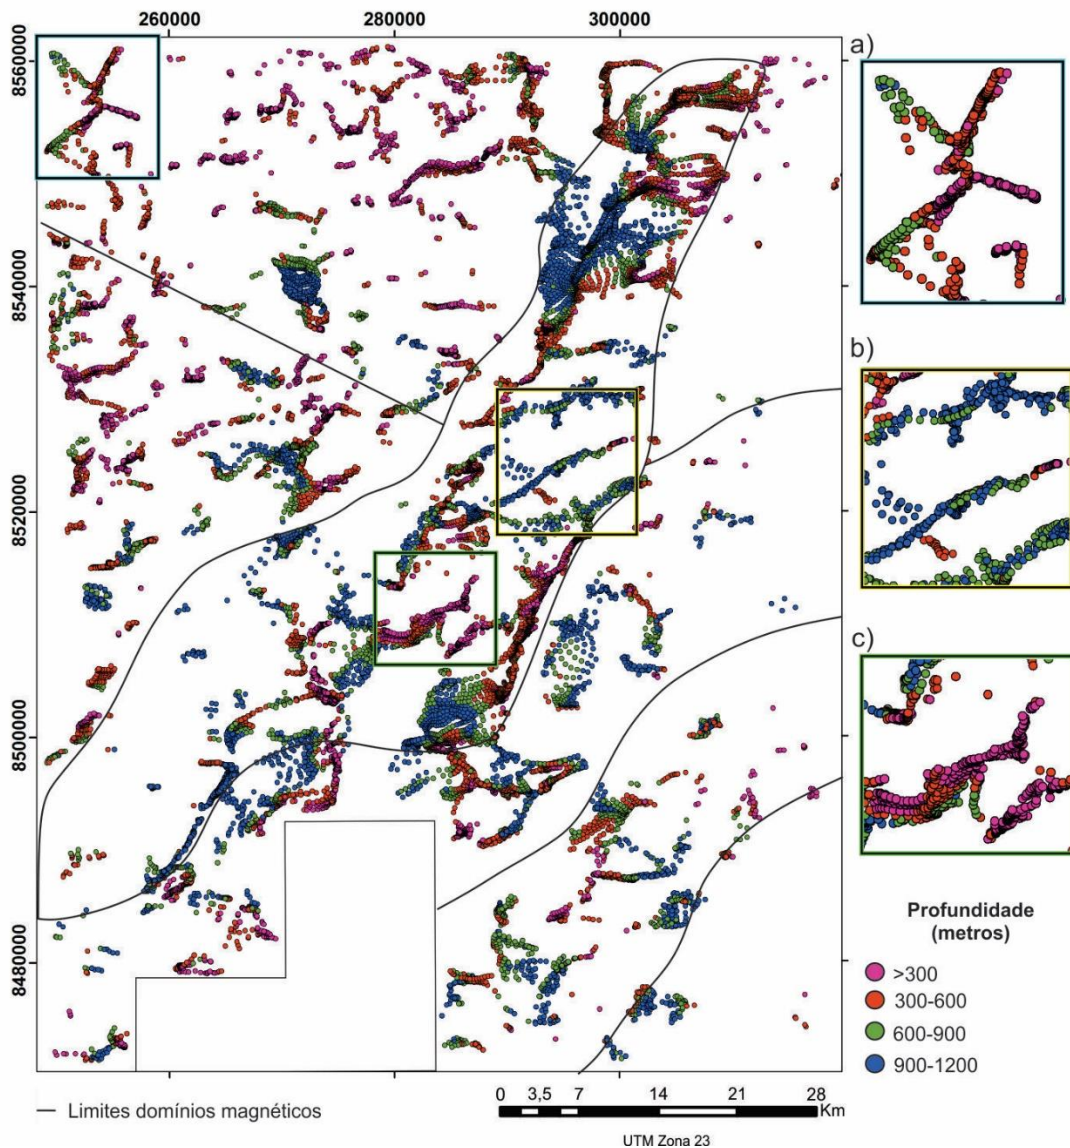 260000 280000 300000
a)
8565000
8540000
b)
8520000
c)
8500000
8480000
Profundidade
(metros)
>300
300-600
600-900
900-1200
Limites domínios magnéticos
0 3,5 7 14 21 28
Km
UTM Zona 23